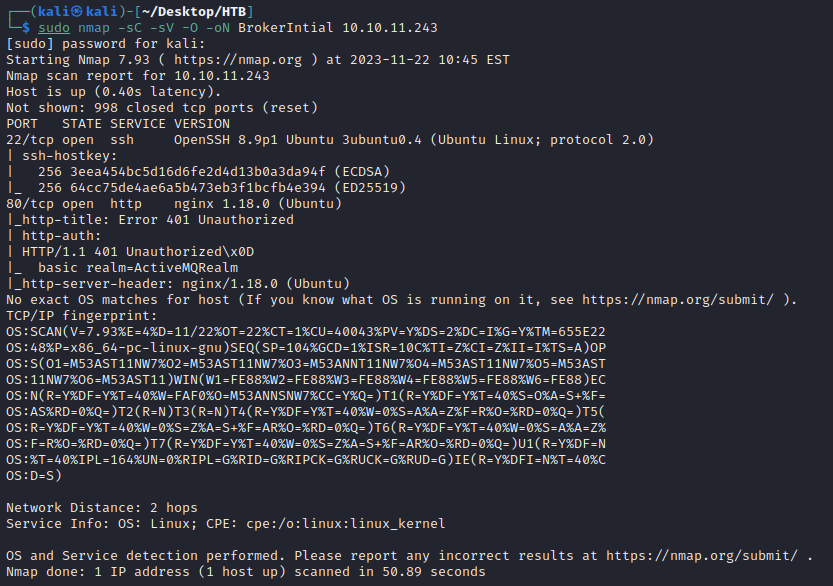 ┌──(kali㉿kali)-[~/Desktop/HTB]
└─$ sudo nmap -sC -sV -O -oN BrokerIntial 10.10.11.243
[sudo] password for kali:
Starting Nmap 7.93 ( https://nmap.org ) at 2023-11-22 10:45 EST
Nmap scan report for 10.10.11.243
Host is up (0.40s latency).
Not shown: 998 closed tcp ports (reset)
PORT   STATE SERVICE VERSION
22/tcp open  ssh     OpenSSH 8.9p1 Ubuntu 3ubuntu0.4 (Ubuntu Linux; protocol 2.0)
| ssh-hostkey:
|   256 3eea454bc5d16d6fe2d4d13b0a3da94f (ECDSA)
|_  256 64cc75de4ae6a5b473eb3f1bcfb4e394 (ED25519)
80/tcp open  http    nginx 1.18.0 (Ubuntu)
|_http-title: Error 401 Unauthorized
| http-auth:
| HTTP/1.1 401 Unauthorized\x0D
|_  basic realm=ActiveMQRealm
|_http-server-header: nginx/1.18.0 (Ubuntu)
No exact OS matches for host (If you know what OS is running on it, see https://nmap.org/submit/ ).
TCP/IP fingerprint:
OS:SCAN(V=7.93%E=4%D=11/22%OT=22%CT=1%CU=40043%PV=Y%DS=2%DC=I%G=Y%TM=655E22
OS:48%P=x86_64-pc-linux-gnu)SEQ(SP=104%GCD=1%ISR=10C%TI=Z%CI=Z%II=I%TS=A)OP
OS:S(O1=M53AST11NW7%O2=M53AST11NW7%O3=M53ANNT11NW7%O4=M53AST11NW7%O5=M53AST
OS:11NW7%O6=M53AST11)WIN(W1=FE88%W2=FE88%W3=FE88%W4=FE88%W5=FE88%W6=FE88)EC
OS:N(R=Y%DF=Y%T=40%W=FAF0%O=M53ANNSNW7%CC=Y%Q=)T1(R=Y%DF=Y%T=40%S=O%A=S+%F=
OS:AS%RD=0%Q=)T2(R=N)T3(R=N)T4(R=Y%DF=Y%T=40%W=0%S=A%A=Z%F=R%O=%RD=0%Q=)T5(
OS:R=Y%DF=Y%T=40%W=0%S=Z%A=S+%F=AR%O=%RD=0%Q=)T6(R=Y%DF=Y%T=40%W=0%S=A%A=Z%
OS:F=R%O=%RD=0%Q=)T7(R=Y%DF=Y%T=40%W=0%S=Z%A=S+%F=AR%O=%RD=0%Q=)U1(R=Y%DF=N
OS:%T=40%IPL=164%UN=0%RIPL=G%RID=G%RIPCK=G%RUCK=G%RUD=G)IE(R=Y%DFI=N%T=40%C
OS:D=S)
Network Distance: 2 hops
Service Info: OS: Linux; CPE: cpe:/o:linux:linux_kernel
OS and Service detection performed. Please report any incorrect results at https://nmap.org/submit/ .
Nmap done: 1 IP address (1 host up) scanned in 50.89 seconds